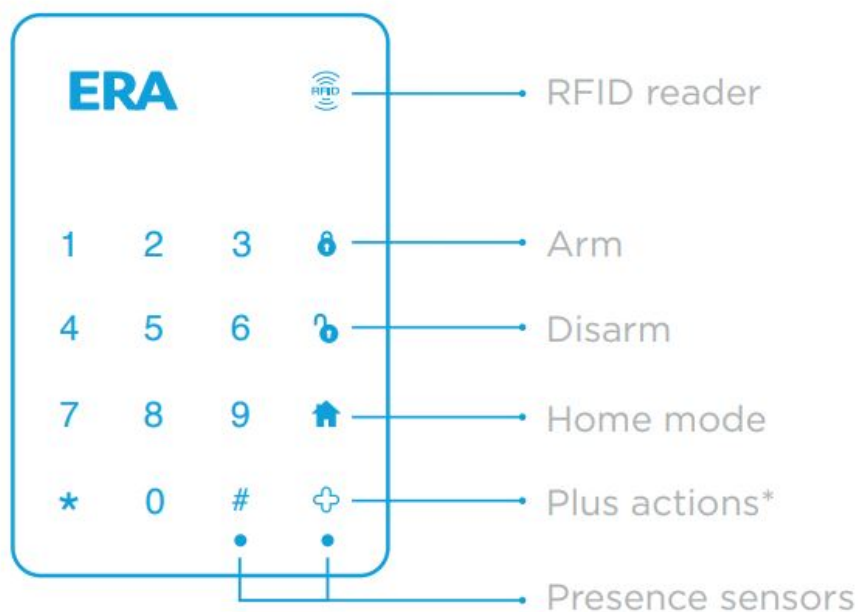 ERA RFID RFID reader
1 2 3 Arm
4 5 6 Disarm
7 8 9 Home mode
* 0 # Plus actions*
Presence sensors